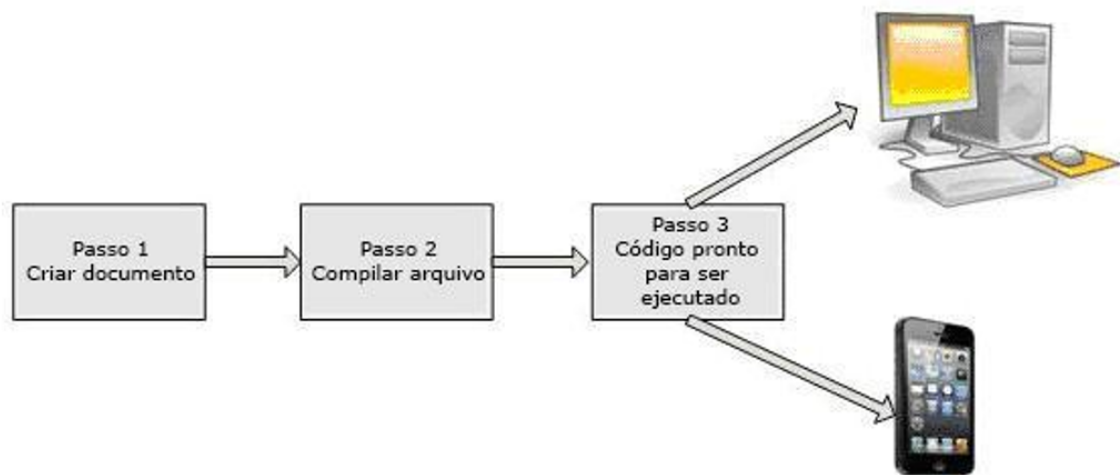 Passo 1
Criar documento
Passo 2
Compilar arquivo
Passo 3
Código pronto
para ser
ejecutado